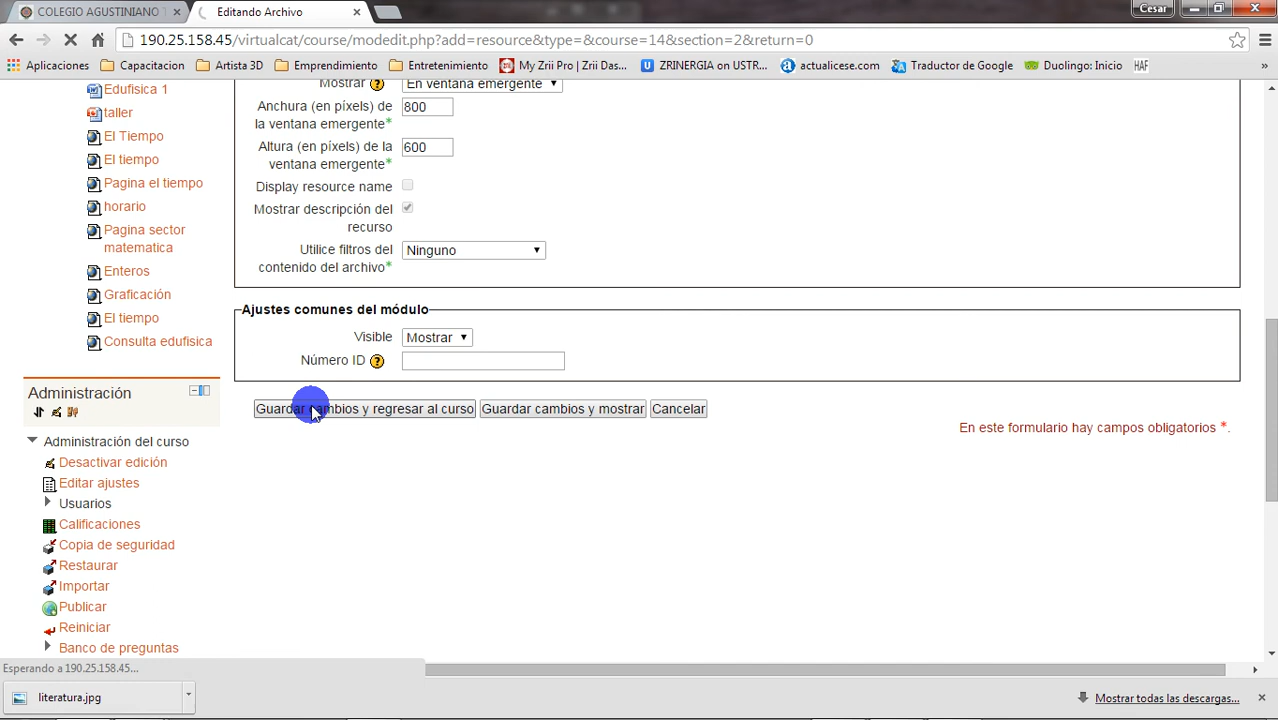 COLEGIO AGUSTINIANO
Editando Archivo
Cesar
190.25.158.45/virtualcat/course/modedit.php?add=resource&type=&course=14&section=2&return=0
Aplicaciones
Capacitacion
Artista 3D
Emprendimiento
Entretenimiento
My Zrii Pro | Zrii Das...
ZRINERGIA on USTR...
actualicese.com
Traductor de Google
Duolingo: Inicio
HAF
»
Edufisica 1
taller
El Tiempo
El tiempo
Pagina el tiempo
horario
Pagina sector
matematica
Enteros
Graficación
El tiempo
Consulta edufisica
Mostrar
En ventana emergente
Anchura (en píxels) de
la ventana emergente*
800
Altura (en píxels) de la
ventana emergente*
600
Display resource name
Mostrar descripción del
recurso
Utilice filtros del
contenido del archivo*
Ninguno
Ajustes comunes del módulo
Visible
Mostrar
Número ID
Guardar cambios y regresar al curso
Guardar cambios y mostrar
Cancelar
En este formulario hay campos obligatorios *.
Administración
Administración del curso
Desactivar edición
Editar ajustes
Usuarios
Calificaciones
Copia de seguridad
Restaurar
Importar
Publicar
Reiniciar
Banco de preguntas
Esperando a 190.25.158.45...
literatura.jpg
Mostrar todas las descargas...